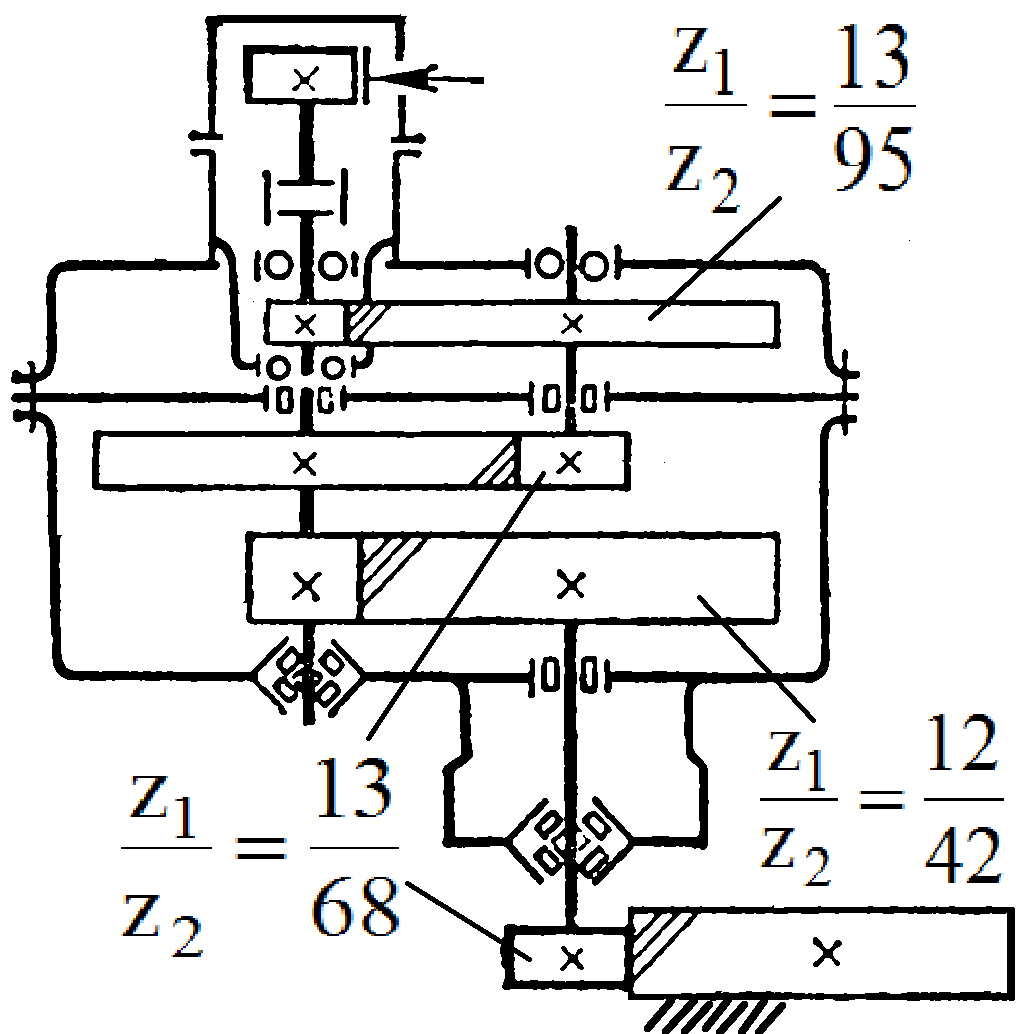 z₁/z₂ = 13/95
z₁/z₂ = 12/42
z₁/z₂ = 13/68